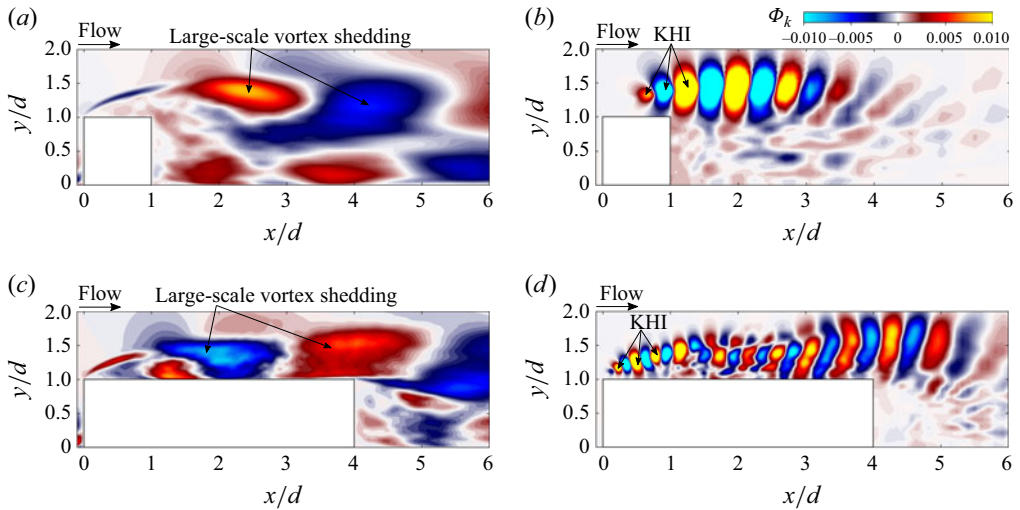 (a)
Flow
Large-scale vortex shedding
2.0
1.5
1.0
0.5
0
y/d
0 1 2 3 4 5 6
x/d
(b)
Flow
KHI
Φk
−0.010 −0.005 0 0.005 0.010
2.0
1.5
1.0
0.5
0
y/d
0 1 2 3 4 5 6
x/d
(c)
Flow
Large-scale vortex shedding
2.0
1.5
1.0
0.5
0
y/d
0 1 2 3 4 5 6
x/d
(d)
Flow
KHI
2.0
1.5
1.0
0.5
0
y/d
0 1 2 3 4 5 6
x/d